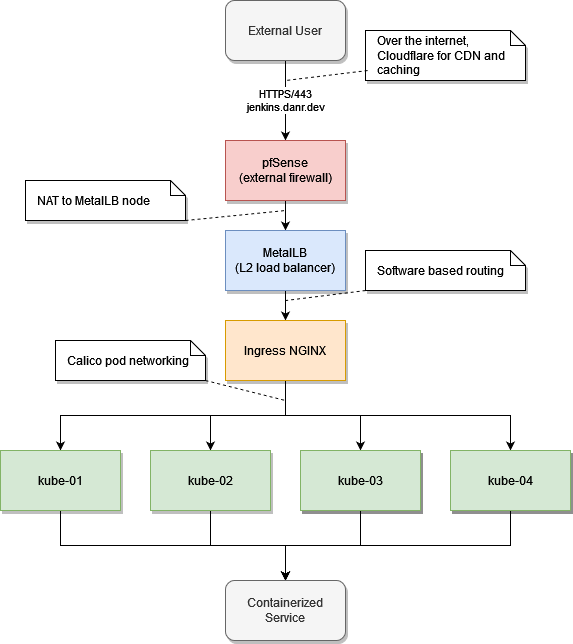 External User
Over the internet,
Cloudflare for CDN and
caching
HTTPS/443
jenkins.danr.dev
pfSense
(external firewall)
NAT to MetalLB node
MetalLB
(L2 load balancer)
Software based routing
Ingress NGINX
Calico pod networking
kube-01
kube-02
kube-03
kube-04
Containerized
Service